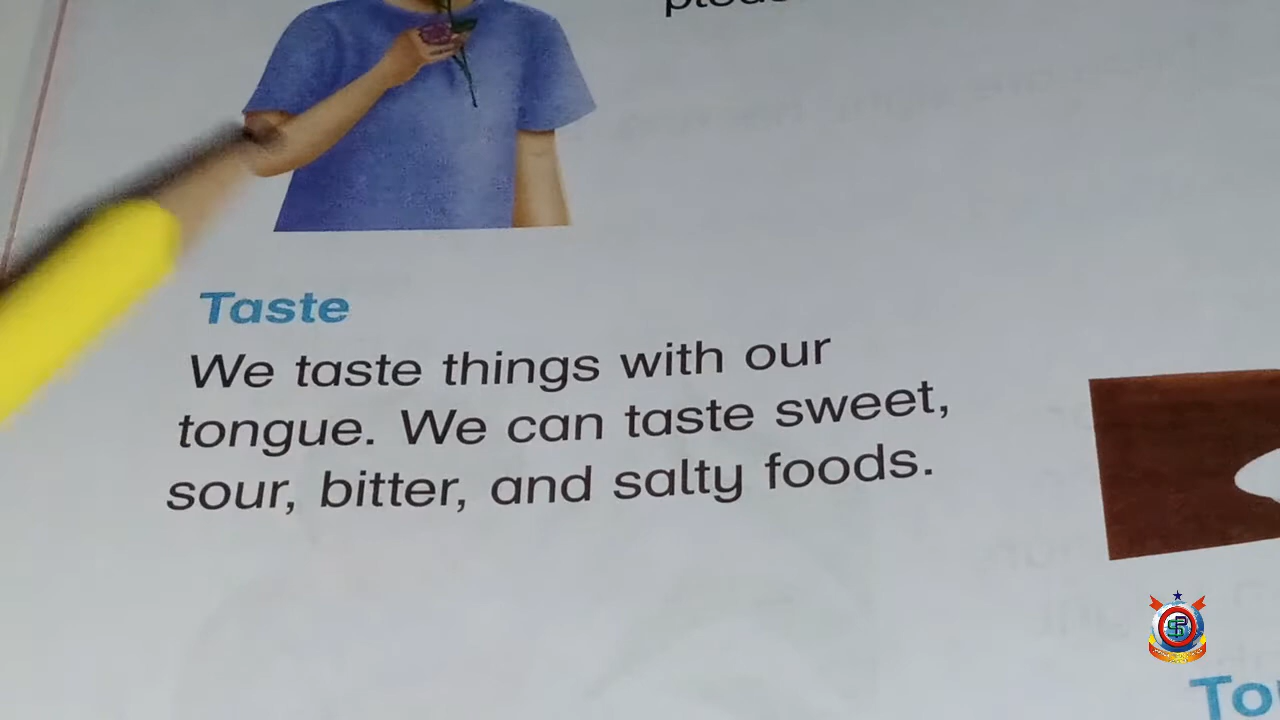 Taste
We taste things with our
tongue. We can taste sweet,
sour, bitter, and salty foods.